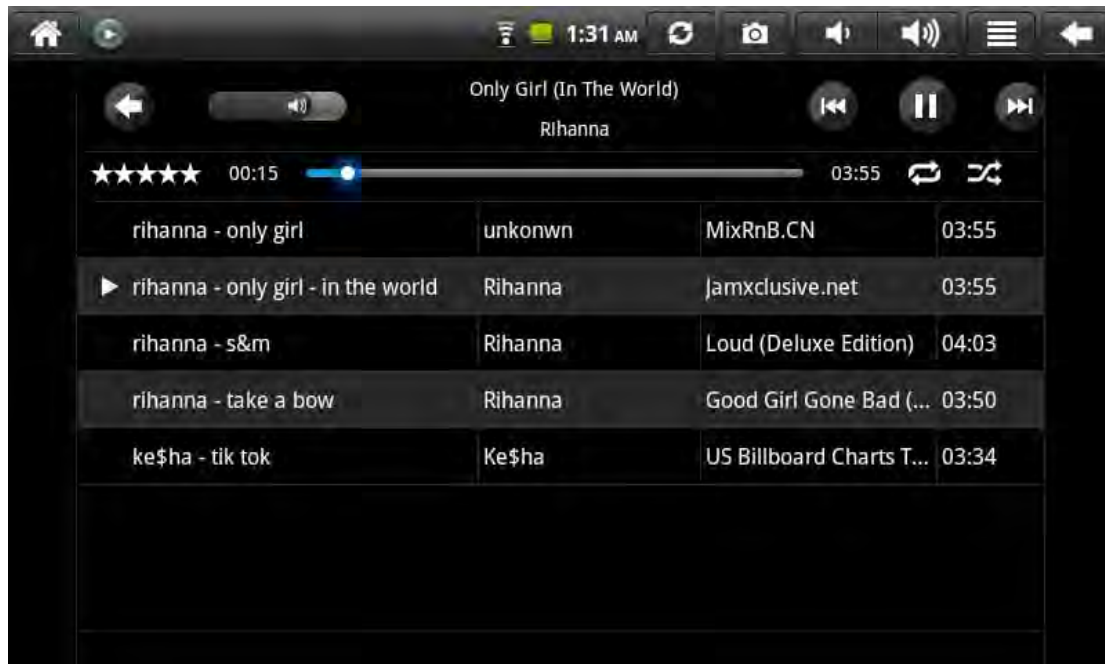 1:31 AM
Only Girl (In The World)
Rihanna
00:15 03:55
rihanna - only girl unkonwn MixRnB.CN 03:55
rihanna - only girl - in the world Rihanna Jamxclusive.net 03:55
rihanna - s&m Rihanna Loud (Deluxe Edition) 04:03
rihanna - take a bow Rihanna Good Girl Gone Bad (... 03:50
ke$ha - tik tok Ke$ha US Billboard Charts T... 03:34